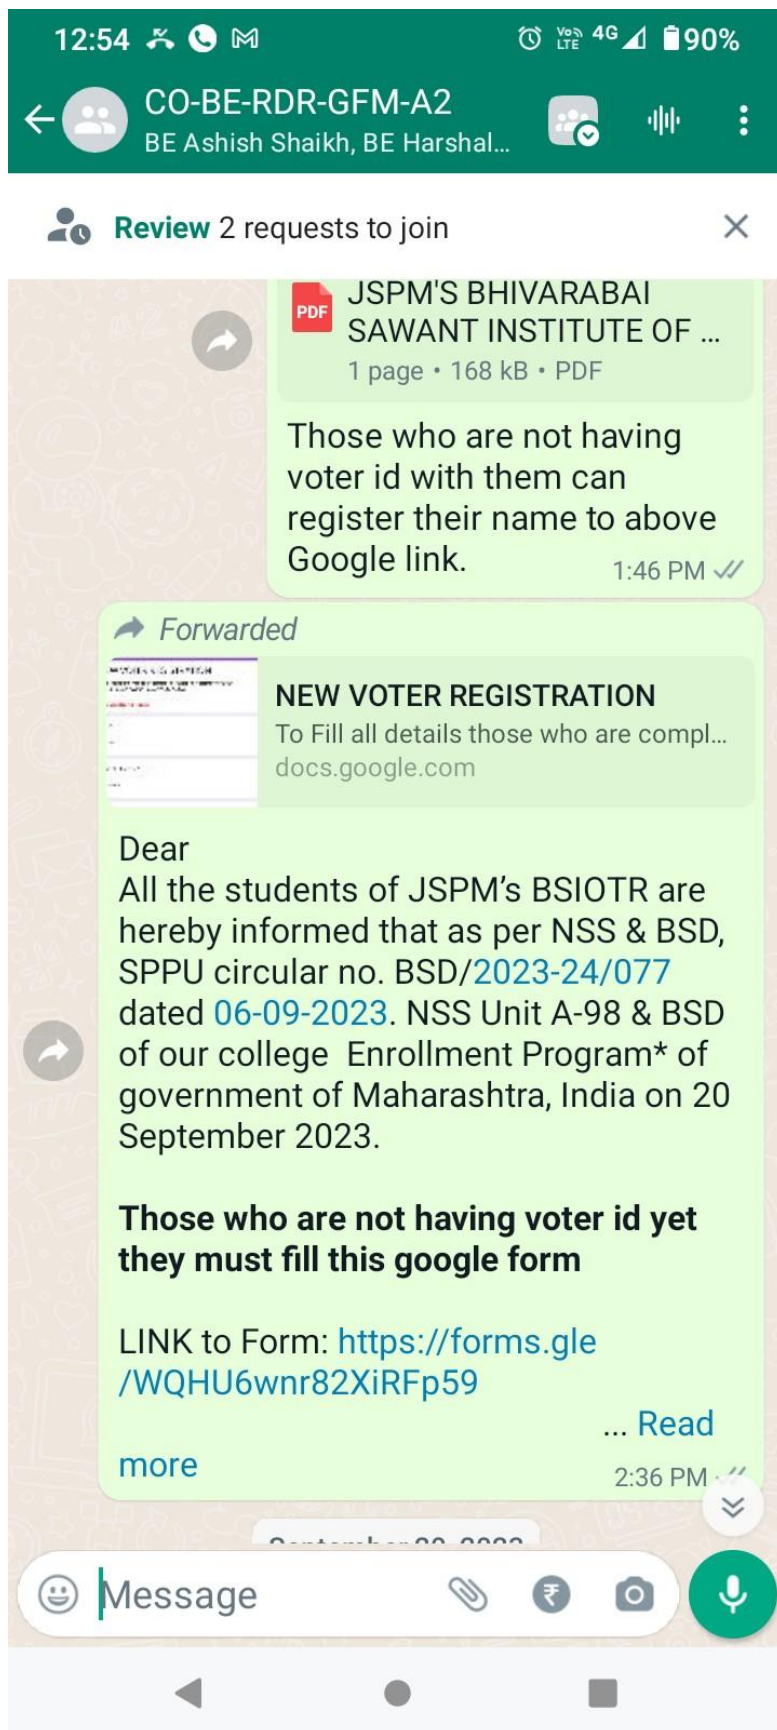 12:54
Vo LTE 4G 90%
CO-BE-RDR-GFM-A2
BE Ashish Shaikh, BE Harshal...
Review 2 requests to join
PDF
JSPM'S BHIVARABAI
SAWANT INSTITUTE OF ...
1 page • 168 kB • PDF
Those who are not having
voter id with them can
register their name to above
Google link.
1:46 PM
Forwarded
NEW VOTER REGISTRATION
To Fill all details those who are compl...
docs.google.com
Dear
All the students of JSPM’s BSIOTR are
hereby informed that as per NSS & BSD,
SPPU circular no. BSD/2023-24/077
dated 06-09-2023. NSS Unit A-98 & BSD
of our college  Enrollment Program* of
government of Maharashtra, India on 20
September 2023.
Those who are not having voter id yet
they must fill this google form
LINK to Form: https://forms.gle
/WQHU6wnr82XiRFp59
... Read
more
2:36 PM
Message